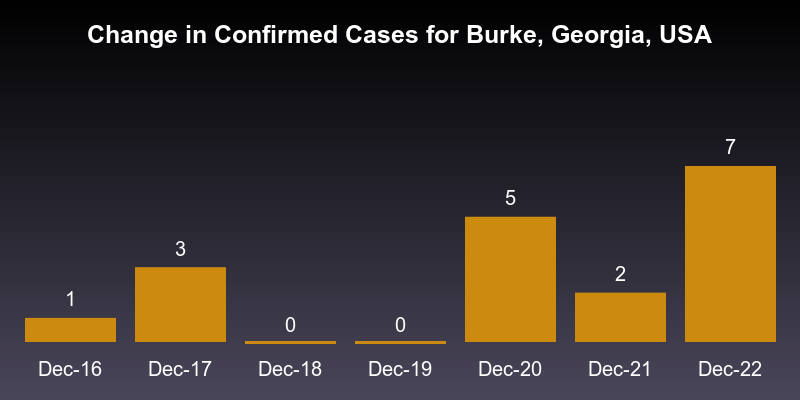 Change in Confirmed Cases for Burke, Georgia, USA
1
3
0
0
5
2
7
Dec-16
Dec-17
Dec-18
Dec-19
Dec-20
Dec-21
Dec-22